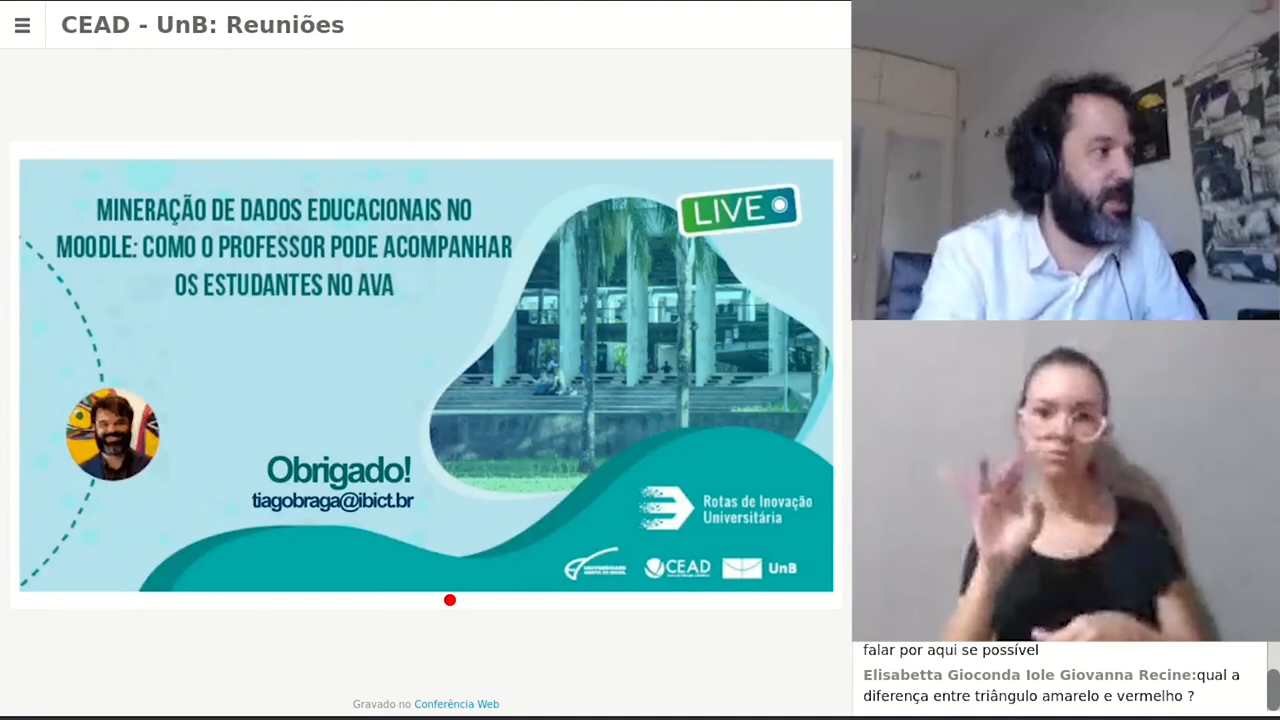 CEAD - UnB: Reuniões
MINERAÇÃO DE DADOS EDUCACIONAIS NO
MOODLE: COMO O PROFESSOR PODE ACOMPANHAR
OS ESTUDANTES NO AVA
LIVE
Obrigado!
tiagobraga@ibict.br
Rotas de Inovação
Universitária
CEAD
UnB
Gravado no Conferência Web
falar por aqui se possível
Elisabetta Gioconda Iole Giovanna Recine:qual a
diferença entre triângulo amarelo e vermelho ?